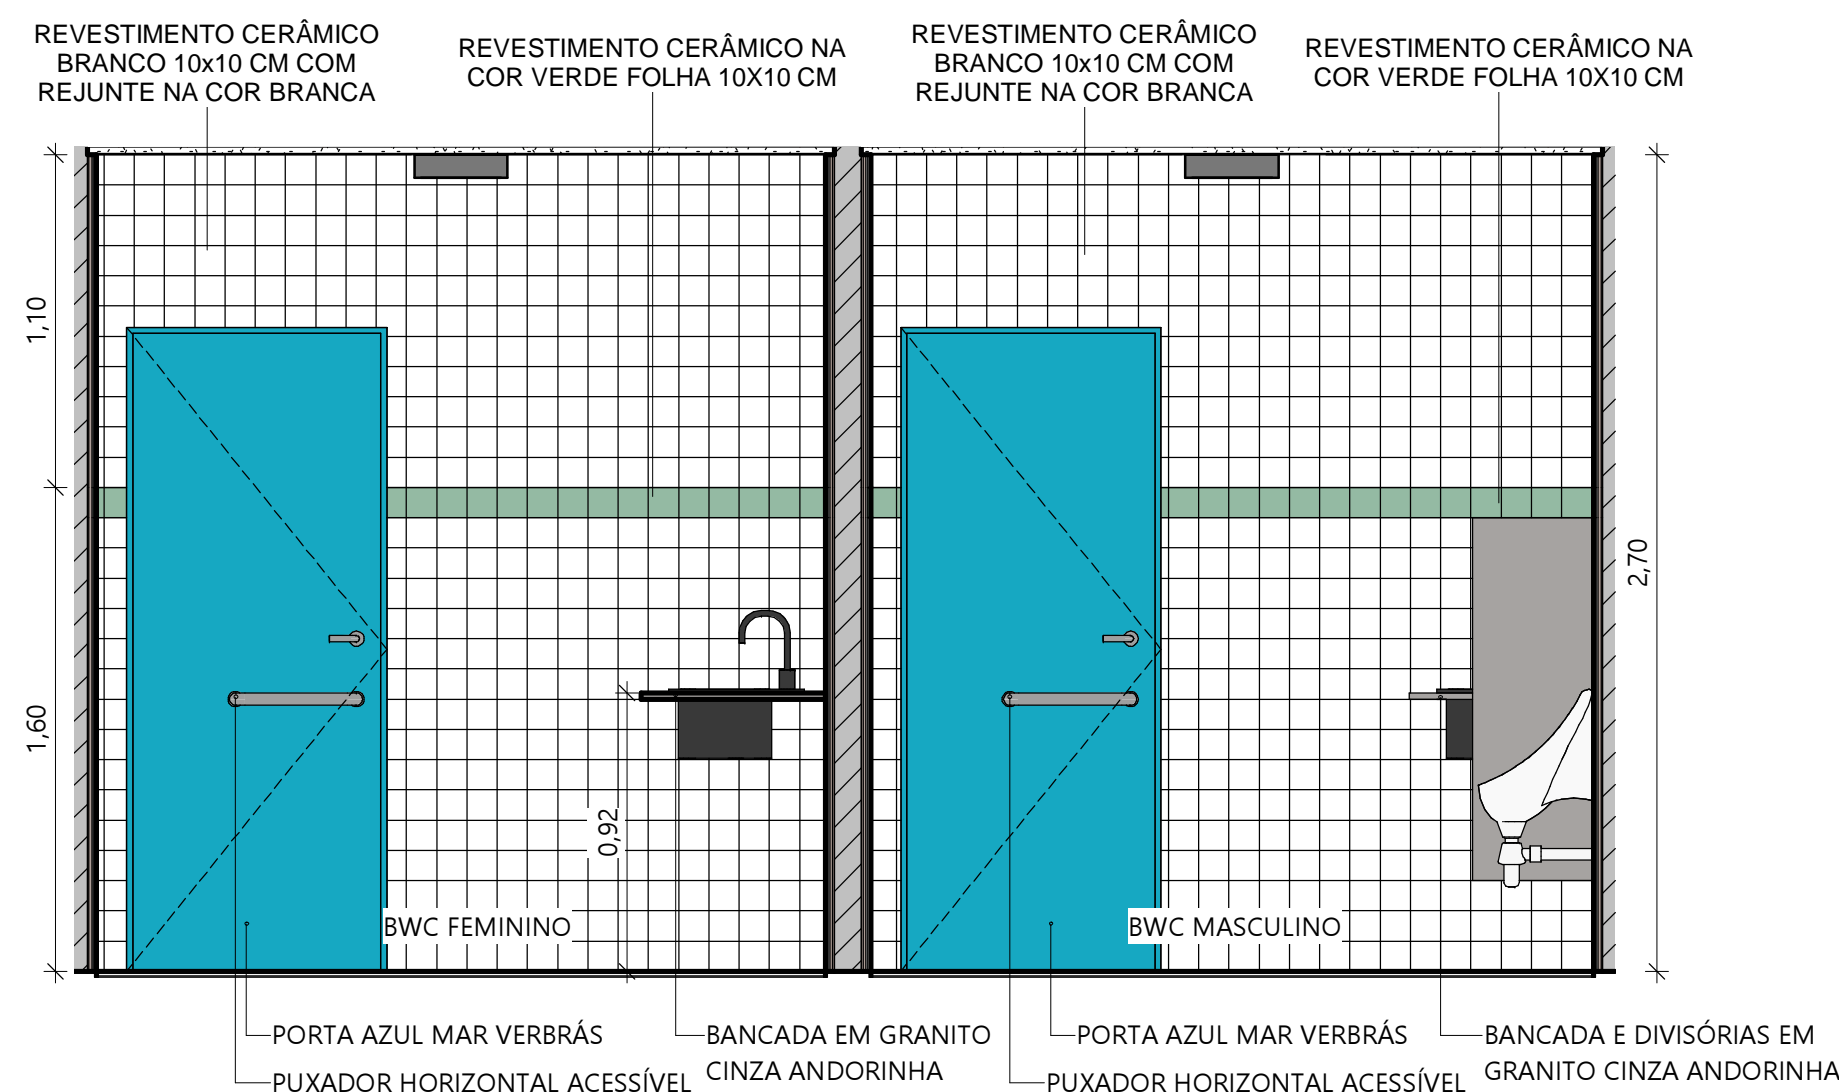 REVESTIMENTO CERÂMICO
BRANCO 10x10 CM COM
REJUNTE NA COR BRANCA
REVESTIMENTO CERÂMICO NA
COR VERDE FOLHA 10X10 CM
REVESTIMENTO CERÂMICO
BRANCO 10x10 CM COM
REJUNTE NA COR BRANCA
REVESTIMENTO CERÂMICO NA
COR VERDE FOLHA 10X10 CM
1,10
1,60
0,92
2,70
BWC FEMININO
BWC MASCULINO
PORTA AZUL MAR VERBRÁS
PUXADOR HORIZONTAL ACESSÍVEL
BANCADA EM GRANITO
CINZA ANDORINHA
PORTA AZUL MAR VERBRÁS
PUXADOR HORIZONTAL ACESSÍVEL
BANCADA E DIVISÓRIAS EM
GRANITO CINZA ANDORINHA